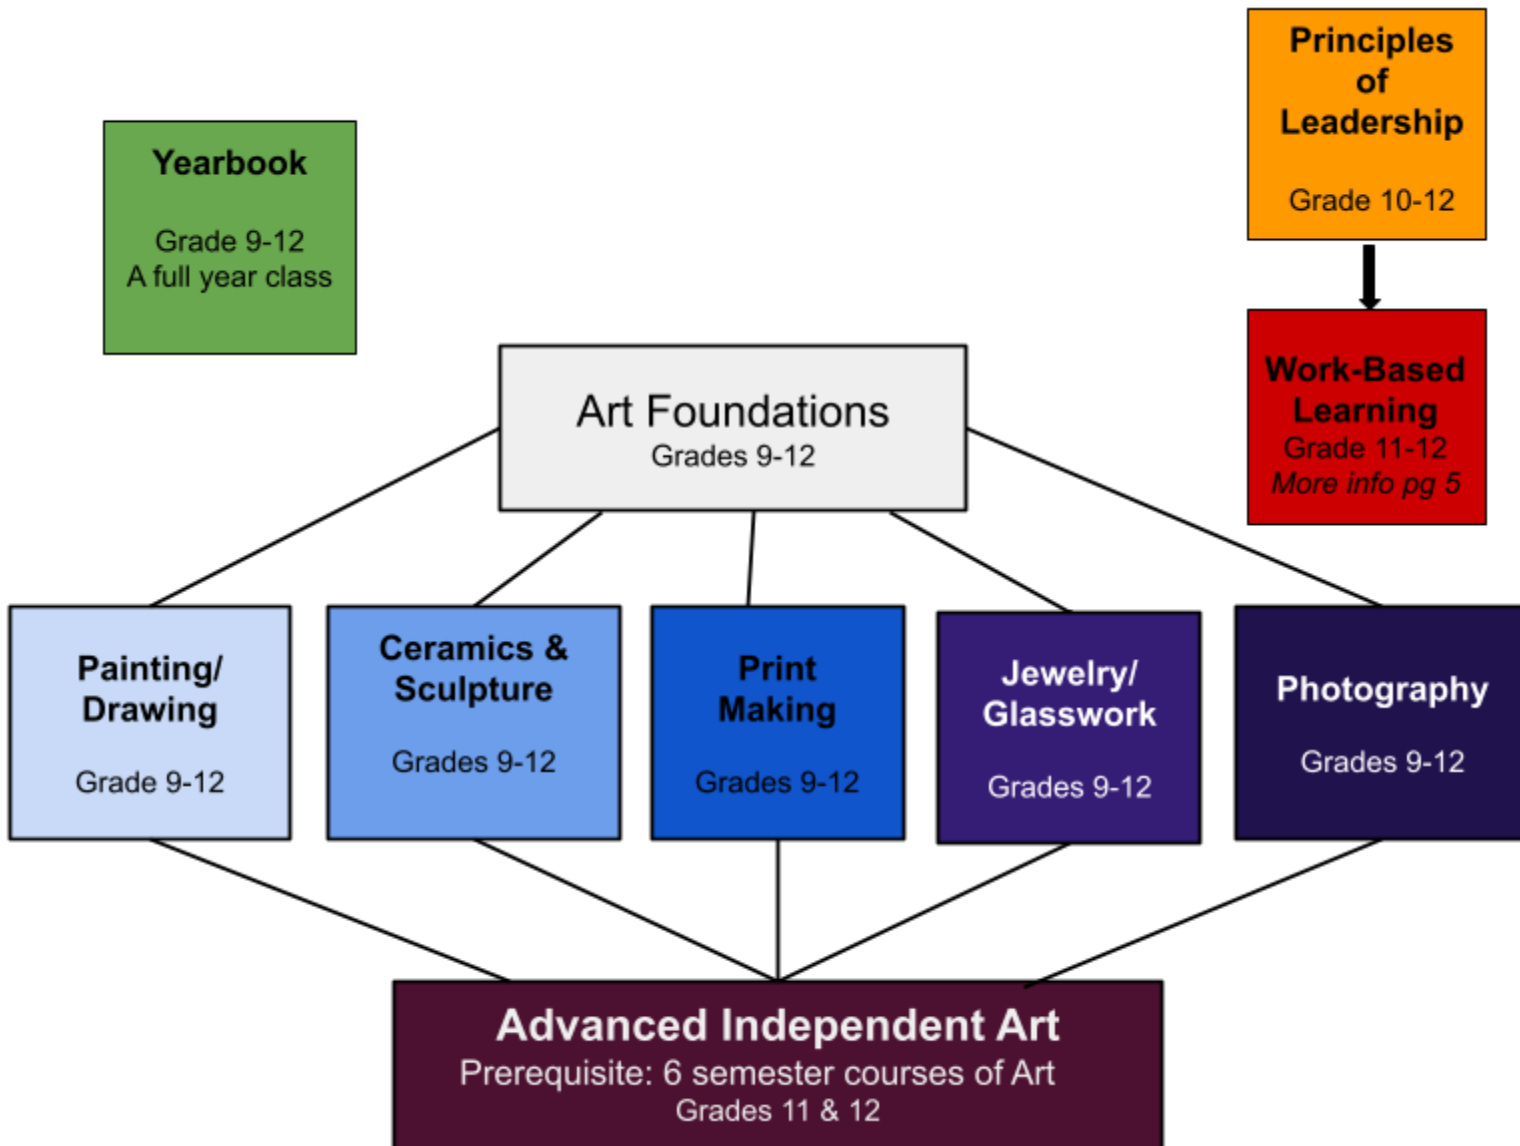 Principles
of
Leadership
Grade 10-12
Yearbook
Grade 9-12
A full year class
Work-Based
Learning
Grade 11-12
More info pg 5
Art Foundations
Grades 9-12
Painting/
Drawing
Grade 9-12
Ceramics &
Sculpture
Grades 9-12
Print
Making
Grades 9-12
Jewelry/
Glasswork
Grades 9-12
Photography
Grades 9-12
Advanced Independent Art
Prerequisite: 6 semester courses of Art
Grades 11 & 12